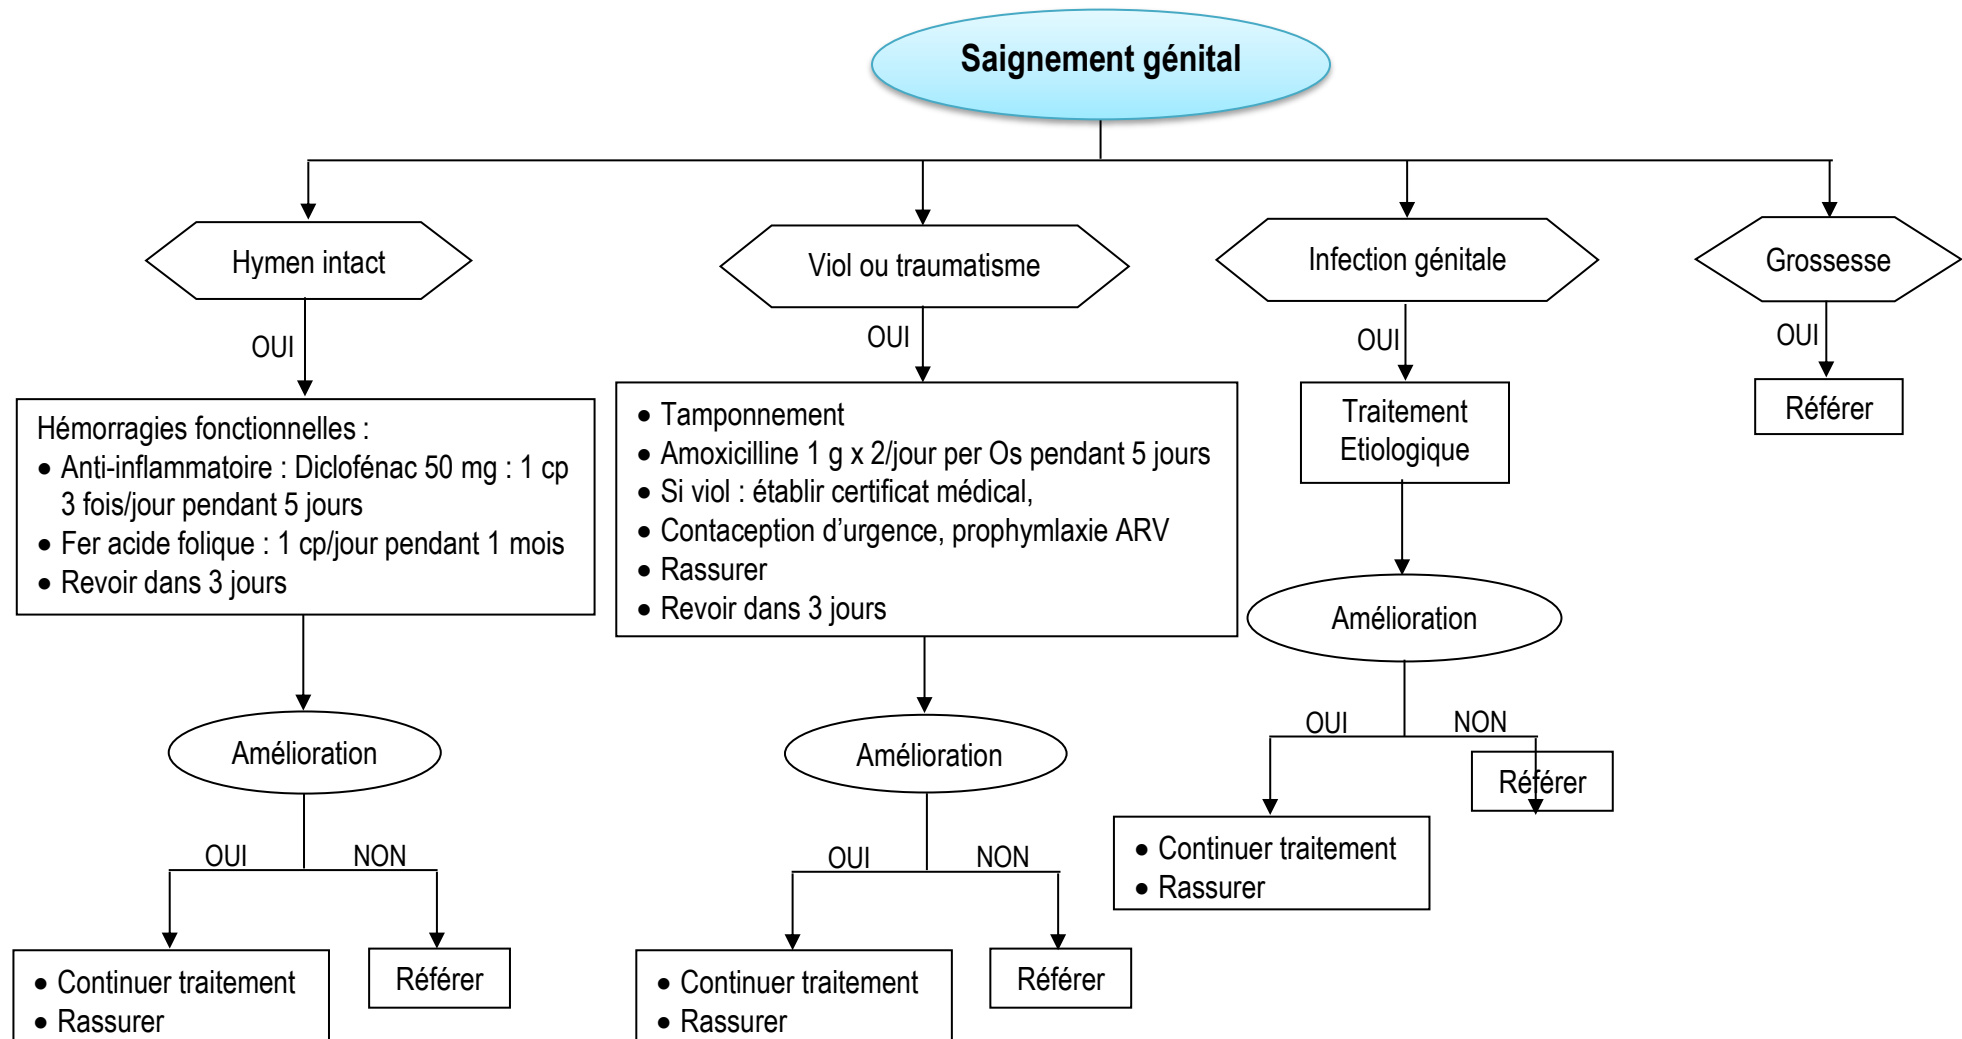 Saignement génital
Hymen intact
Viol ou traumatisme
Infection génitale
Grossesse
OUI
OUI
OUI
OUI
Hémorragies fonctionnelles :
• Anti-inflammatoire : Diclofénac 50 mg : 1 cp
3 fois/jour pendant 5 jours
• Fer acide folique : 1 cp/jour pendant 1 mois
• Revoir dans 3 jours
• Tamponnement
• Amoxicilline 1 g x 2/jour per Os pendant 5 jours
• Si viol : établir certificat médical,
• Contaception d'urgence, prophymlaxie ARV
• Rassurer
• Revoir dans 3 jours
Traitement
Etiologique
Référer
Amélioration
Amélioration
Amélioration
OUI
NON
OUI
NON
OUI
NON
• Continuer traitement
• Rassurer
Référer
• Continuer traitement
• Rassurer
Référer
• Continuer traitement
• Rassurer
Référer